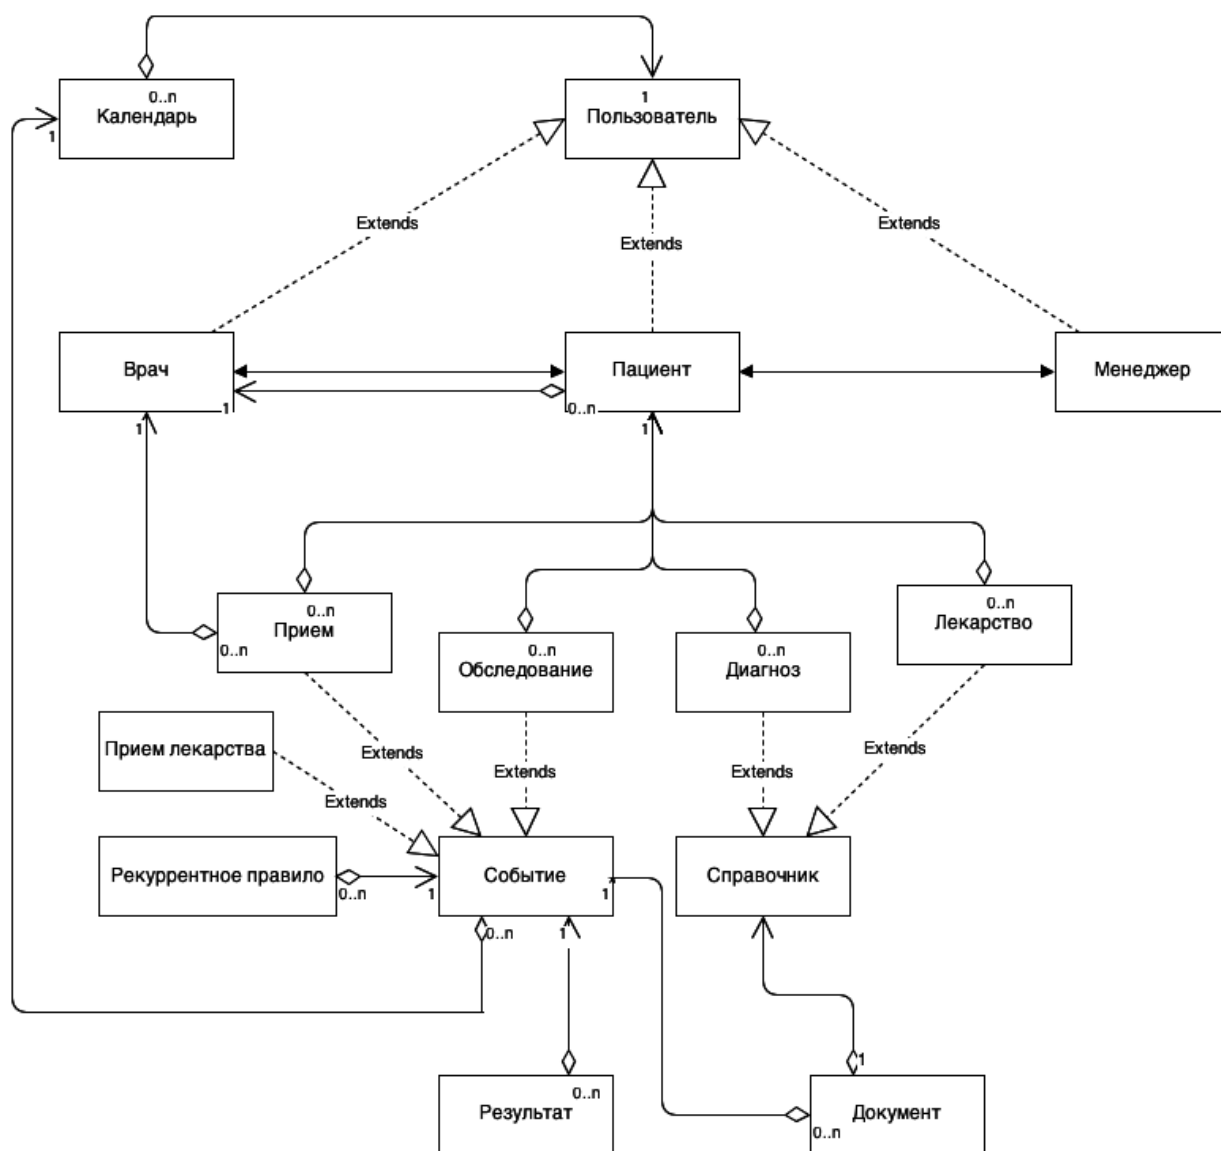 0..n
Календарь
1
1
Пользователь
Extends
Extends
Extends
Врач
1
Пациент
0..n
Менеджер
1
1
0..n
Прием
0..n
0..n
Обследование
0..n
Диагноз
0..n
Лекарство
Прием лекарства
Extends
Extends
Extends
Extends
Extends
Рекуррентное правило
0..n
1
Событие
1
0..n
1
Справочник
0..n
Результат
1
Документ
0..n